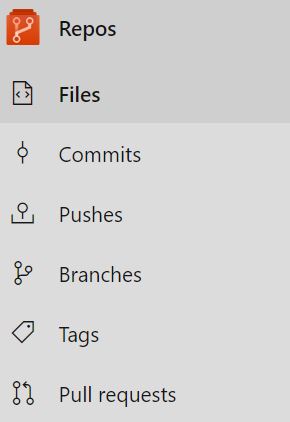 Repos
Files
Commits
Pushes
Branches
Tags
Pull requests